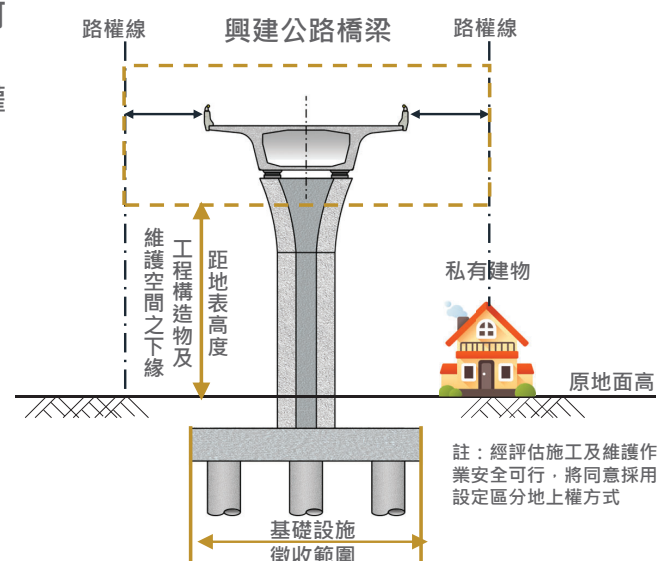 路權線
興建公路橋梁
路權線
距地表高度
工程構造物及
維護空間之下緣
私有建物
原地面高
註：經評估施工及維護作
業安全可行，將同意採用
設定區分地上權方式
基礎設施
徵收範圍